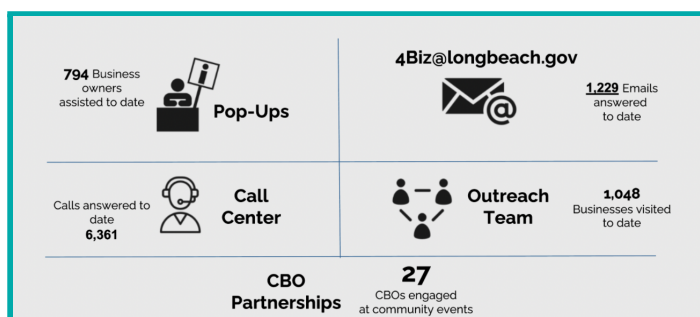 794 Business
owners
assisted to date
Pop-Ups
4Biz@longbeach.gov
1,229 Emails
answered
to date
Calls answered to
date
6,361
Call
Center
Outreach
Team
1,048
Businesses visited
to date
CBO
Partnerships
27
CBOs engaged
at community events